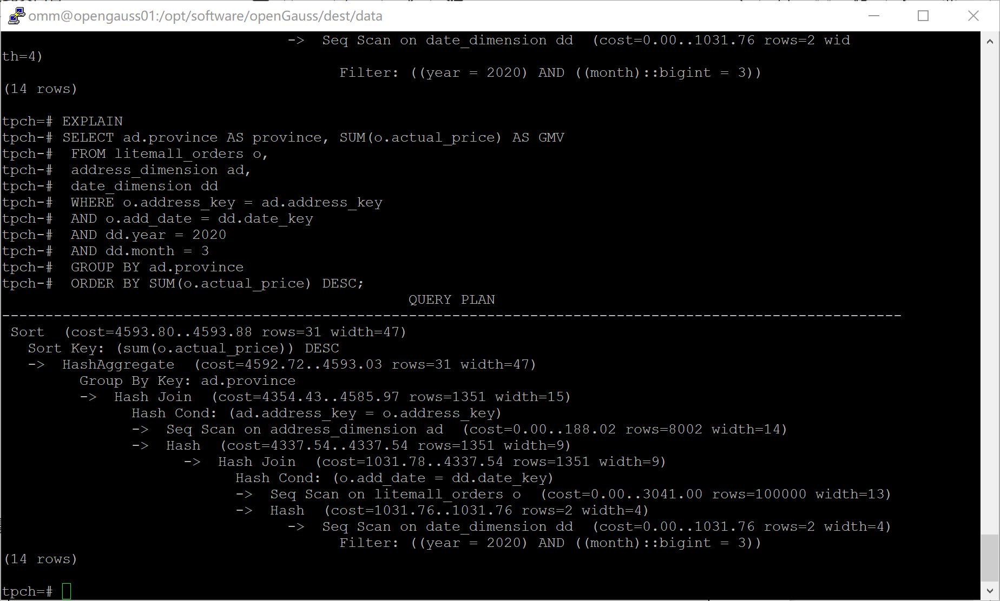 omm@opengauss01:/opt/software/openGauss/dest/data
                                 ->  Seq Scan on date_dimension dd  (cost=0.00..1031.76 rows=2 wid
th=4)
                                       Filter: ((year = 2020) AND ((month)::bigint = 3))
(14 rows)
tpch=# EXPLAIN
tpch-# SELECT ad.province AS province, SUM(o.actual_price) AS GMV
tpch-#  FROM litemall_orders o,
tpch-#  address_dimension ad,
tpch-#  date_dimension dd
tpch-#  WHERE o.address_key = ad.address_key
tpch-#  AND o.add_date = dd.date_key
tpch-#  AND dd.year = 2020
tpch-#  AND dd.month = 3
tpch-#  GROUP BY ad.province
tpch-#  ORDER BY SUM(o.actual_price) DESC;
                                               QUERY PLAN
--------------------------------------------------------------------------------------------------------
 Sort  (cost=4593.80..4593.88 rows=31 width=47)
   Sort Key: (sum(o.actual_price)) DESC
   ->  HashAggregate  (cost=4592.72..4593.03 rows=31 width=47)
         Group By Key: ad.province
         ->  Hash Join  (cost=4354.43..4585.97 rows=1351 width=15)
               Hash Cond: (ad.address_key = o.address_key)
               ->  Seq Scan on address_dimension ad  (cost=0.00..188.02 rows=8002 width=14)
               ->  Hash  (cost=4337.54..4337.54 rows=1351 width=9)
                     ->  Hash Join  (cost=1031.78..4337.54 rows=1351 width=9)
                           Hash Cond: (o.add_date = dd.date_key)
                           ->  Seq Scan on litemall_orders o  (cost=0.00..3041.00 rows=100000 width=13)
                           ->  Hash  (cost=1031.76..1031.76 rows=2 width=4)
                                 ->  Seq Scan on date_dimension dd  (cost=0.00..1031.76 rows=2 width=4)
                                       Filter: ((year = 2020) AND ((month)::bigint = 3))
(14 rows)
tpch=#